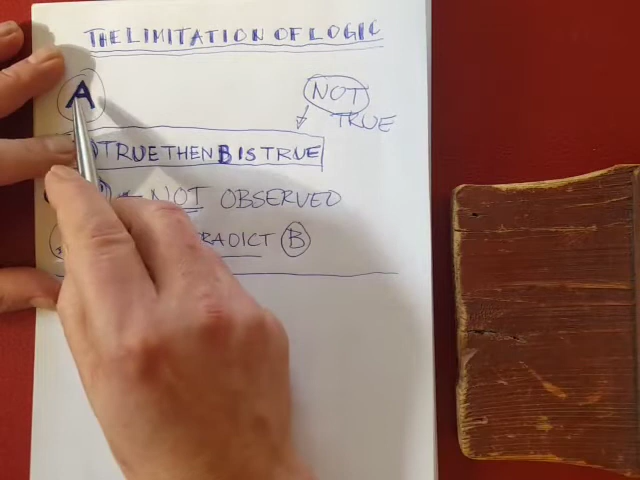 THE LIMITATION OF LOGIC
A
NOT
TRUE
TRUE THEN B IS TRUE
NOT OBSERVED
B